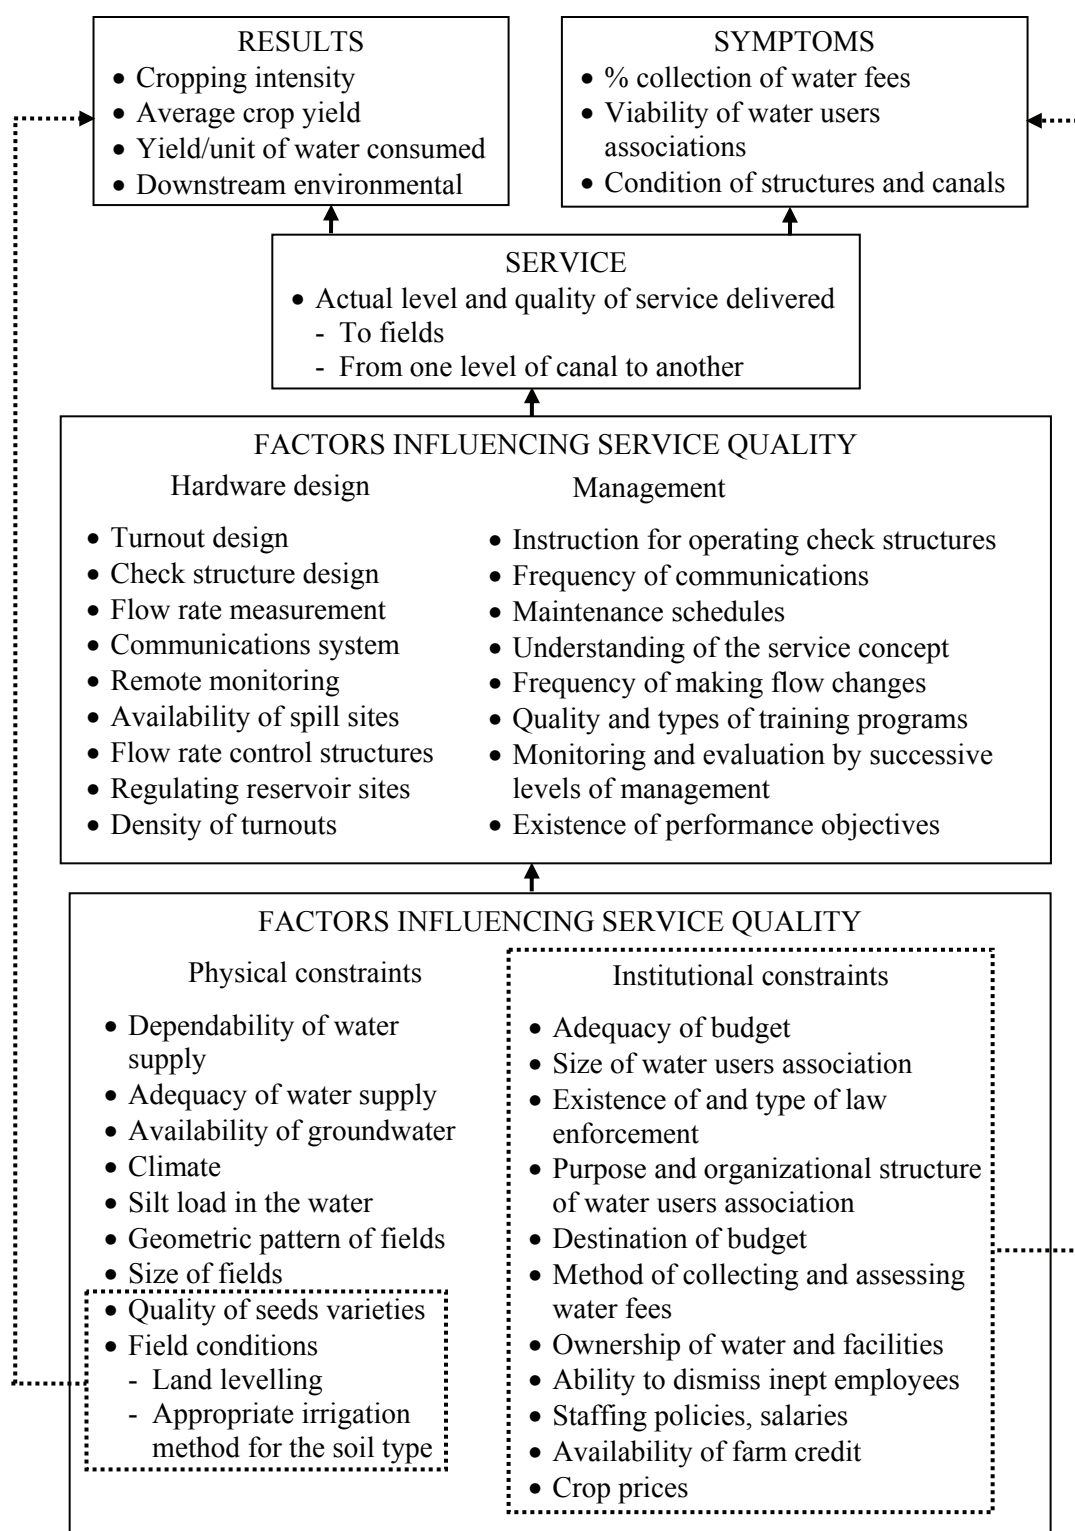 RESULTS
• Cropping intensity
• Average crop yield
• Yield/unit of water consumed
• Downstream environmental
SYMPTOMS
• % collection of water fees
• Viability of water users
associations
• Condition of structures and canals
SERVICE
• Actual level and quality of service delivered
- To fields
- From one level of canal to another
FACTORS INFLUENCING SERVICE QUALITY
Hardware design
• Turnout design
• Check structure design
• Flow rate measurement
• Communications system
• Remote monitoring
• Availability of spill sites
• Flow rate control structures
• Regulating reservoir sites
• Density of turnouts
Management
• Instruction for operating check structures
• Frequency of communications
• Maintenance schedules
• Understanding of the service concept
• Frequency of making flow changes
• Quality and types of training programs
• Monitoring and evaluation by successive
levels of management
• Existence of performance objectives
FACTORS INFLUENCING SERVICE QUALITY
Physical constraints
• Dependability of water
supply
• Adequacy of water supply
• Availability of groundwater
• Climate
• Silt load in the water
• Geometric pattern of fields
• Size of fields
• Quality of seeds varieties
• Field conditions
- Land levelling
- Appropriate irrigation
method for the soil type
Institutional constraints
• Adequacy of budget
• Size of water users association
• Existence of and type of law
enforcement
• Purpose and organizational structure
of water users association
• Destination of budget
• Method of collecting and assessing
water fees
• Ownership of water and facilities
• Ability to dismiss inept employees
• Staffing policies, salaries
• Availability of farm credit
• Crop prices